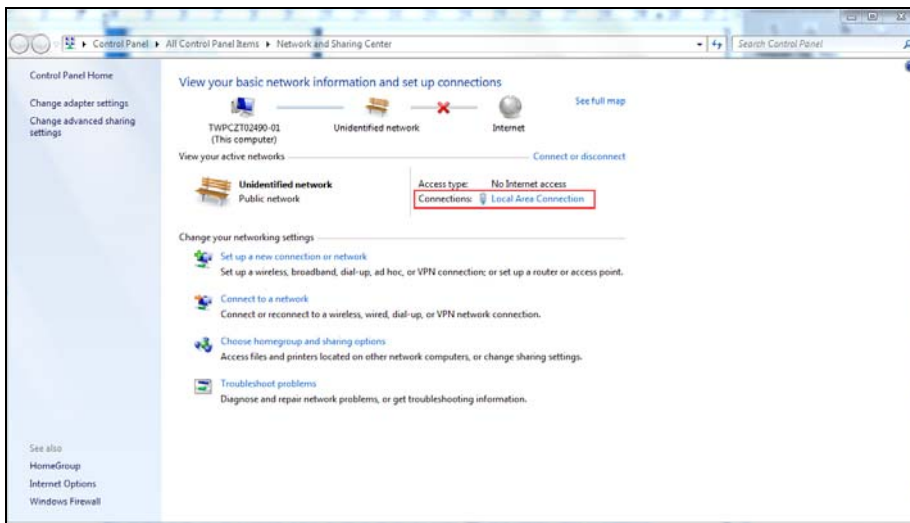 Control Panel ▸ All Control Panel Items ▸ Network and Sharing Center
Search Control Panel
Control Panel Home
Change adapter settings
Change advanced sharing
settings
See also
HomeGroup
Internet Options
Windows Firewall
View your basic network information and set up connections
See full map
TWPCZT02490-01
(This computer)
Unidentified network
Internet
View your active networks
Connect or disconnect
Unidentified network
Public network
Access type: No Internet access
Connections: Local Area Connection
Change your networking settings
Set up a new connection or network
Set up a wireless, broadband, dial-up, ad hoc, or VPN connection; or set up a router or access point.
Connect to a network
Connect or reconnect to a wireless, wired, dial-up, or VPN network connection.
Choose homegroup and sharing options
Access files and printers located on other network computers, or change sharing settings.
Troubleshoot problems
Diagnose and repair network problems, or get troubleshooting information.